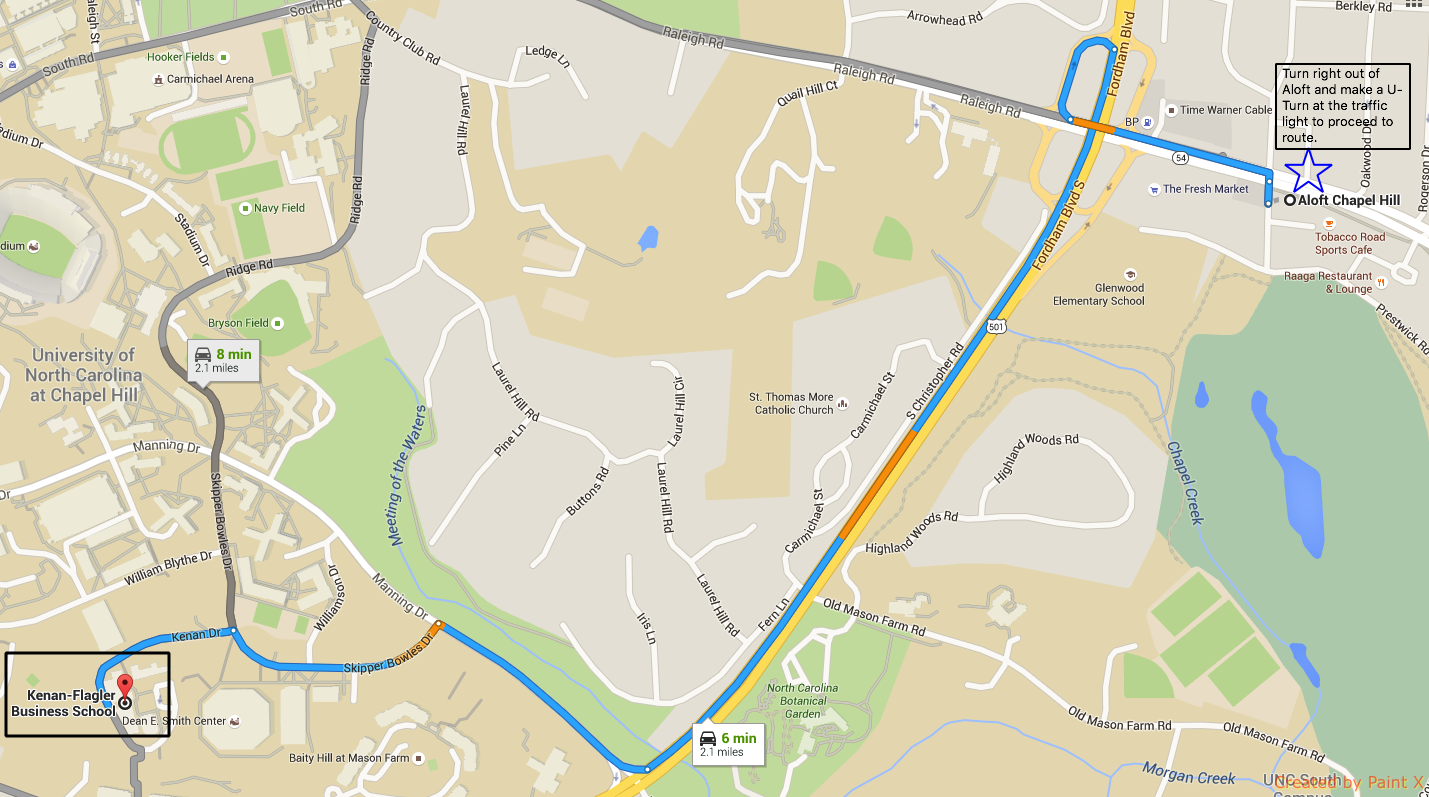 South Rd
Raleigh St
Country Club Rd
Arrowhead Rd
Berkley Rd
Raleigh Rd
Fordham Blvd
Hooker Fields
South Rd
Carmichael Arena
Ridge Rd
Ledge Ln
Raleigh Rd
Quail Hill Ct
Raleigh Rd
Time Warner Cable
BP
Turn right out of
Aloft and make a U-
Turn at the traffic
light to proceed to
route.
Oakwood D
Rogerson Dr
Laurel Hill Rd
54
The Fresh Market
Aloft Chapel Hill
Ridge Rd
Navy Field
Stadium Dr
Fordham Blvd S
Tobacco Road
Sports Cafe
Ridge Rd
Glenwood
Elementary School
Raaga Restaurant
& Lounge
Prestwick Rd
Bryson Field
501
University of
North Carolina
at Chapel Hill
8 min
2.1 miles
S Christopher Rd
Laurel Hill Rd
Laurel Hill Cir
St. Thomas More
Catholic Church
Carmichael St
Meeting of the Waters
Pine Ln
Highland Woods Rd
Manning Dr
Skipper Bowles Dr
Buttons Rd
Laurel Hill Rd
Carmichael St
Chapel Creek
Highland Woods Rd
William Blythe Dr
Williamson Dr
Manning Dr
Laurel Hill Rd
Fern Ln
Old Mason Farm Rd
Iris Ln
Kenan Dr
Skipper Bowles Dr
Kenan-Flagler
Business School
Dean E. Smith Center
North Carolina
Botanical
Garden
Old Mason Farm Rd
Old Mason Farm Rd
6 min
2.1 miles
Baity Hill at Mason Farm
Morgan Creek
UNC South
Created by Paint X